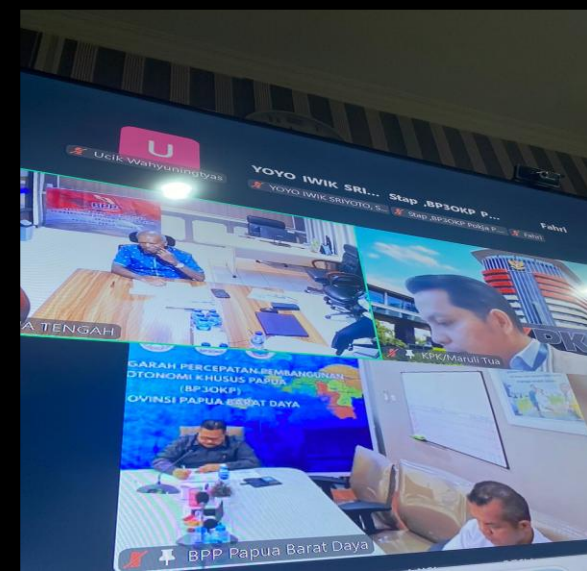 U
Ucik Wahyuningtyas
YOYO IWIK SRI...
YOYO IWIK SRIYOTO, S...
Stap .BP3OKP P...
Stap .BP3OKP Pokja P...
Fahri
Fahri
A TENGAH
KPK/Maruli Tua
GARAH PERCEPATAN PEMBANGUNAN
OTONOMI KHUSUS PAPUA
(BP3OKP)
OVINSI PAPUA BARAT DAYA
BPP Papua Barat Daya